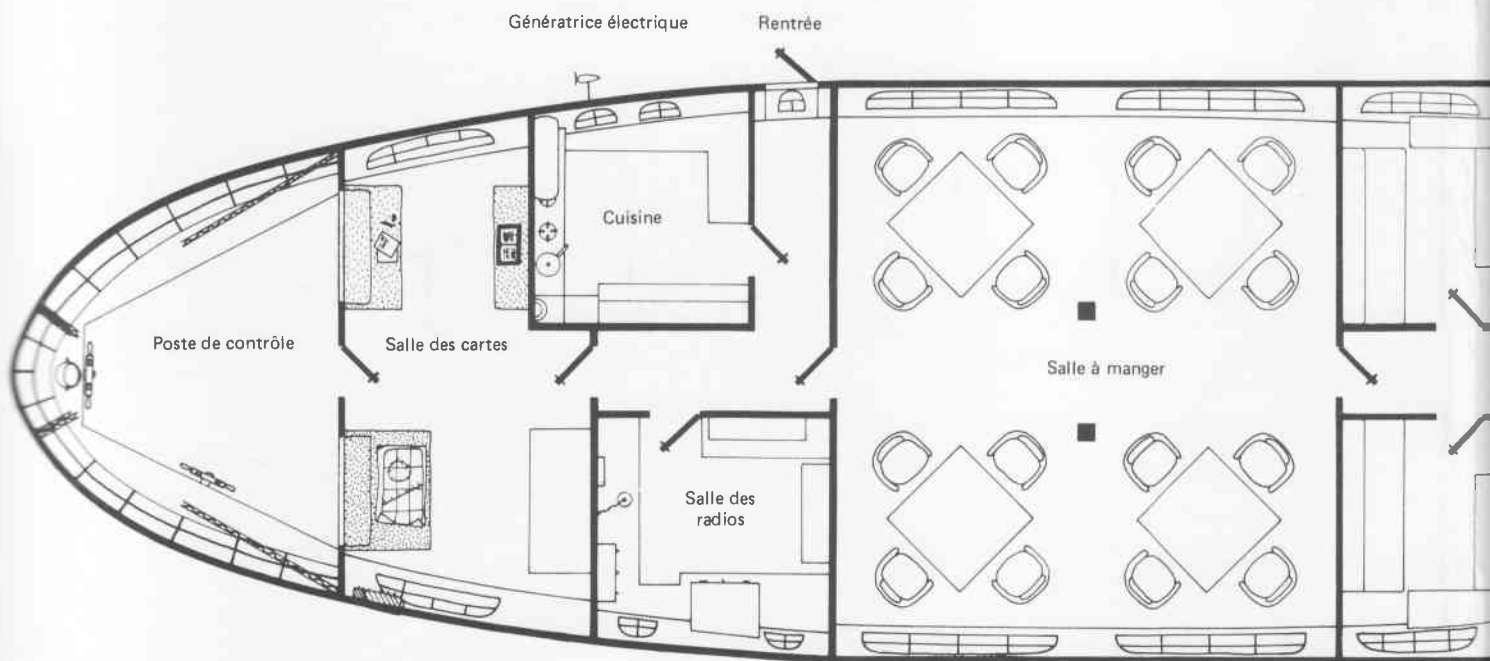 Génératrice électrique
Rentrée
Cuisine
Poste de contrôle
Salle des cartes
Salle à manger
Salle des
radios